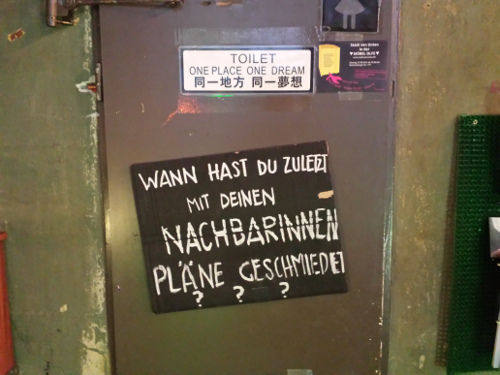 TOILET
ONE PLACE ONE DREAM
同一地方 同一夢想
WANN HAST DU ZULETZT
MIT DEINEN
NACHBARINNEN
PLÄNE GESCHMIEDET
? ? ?